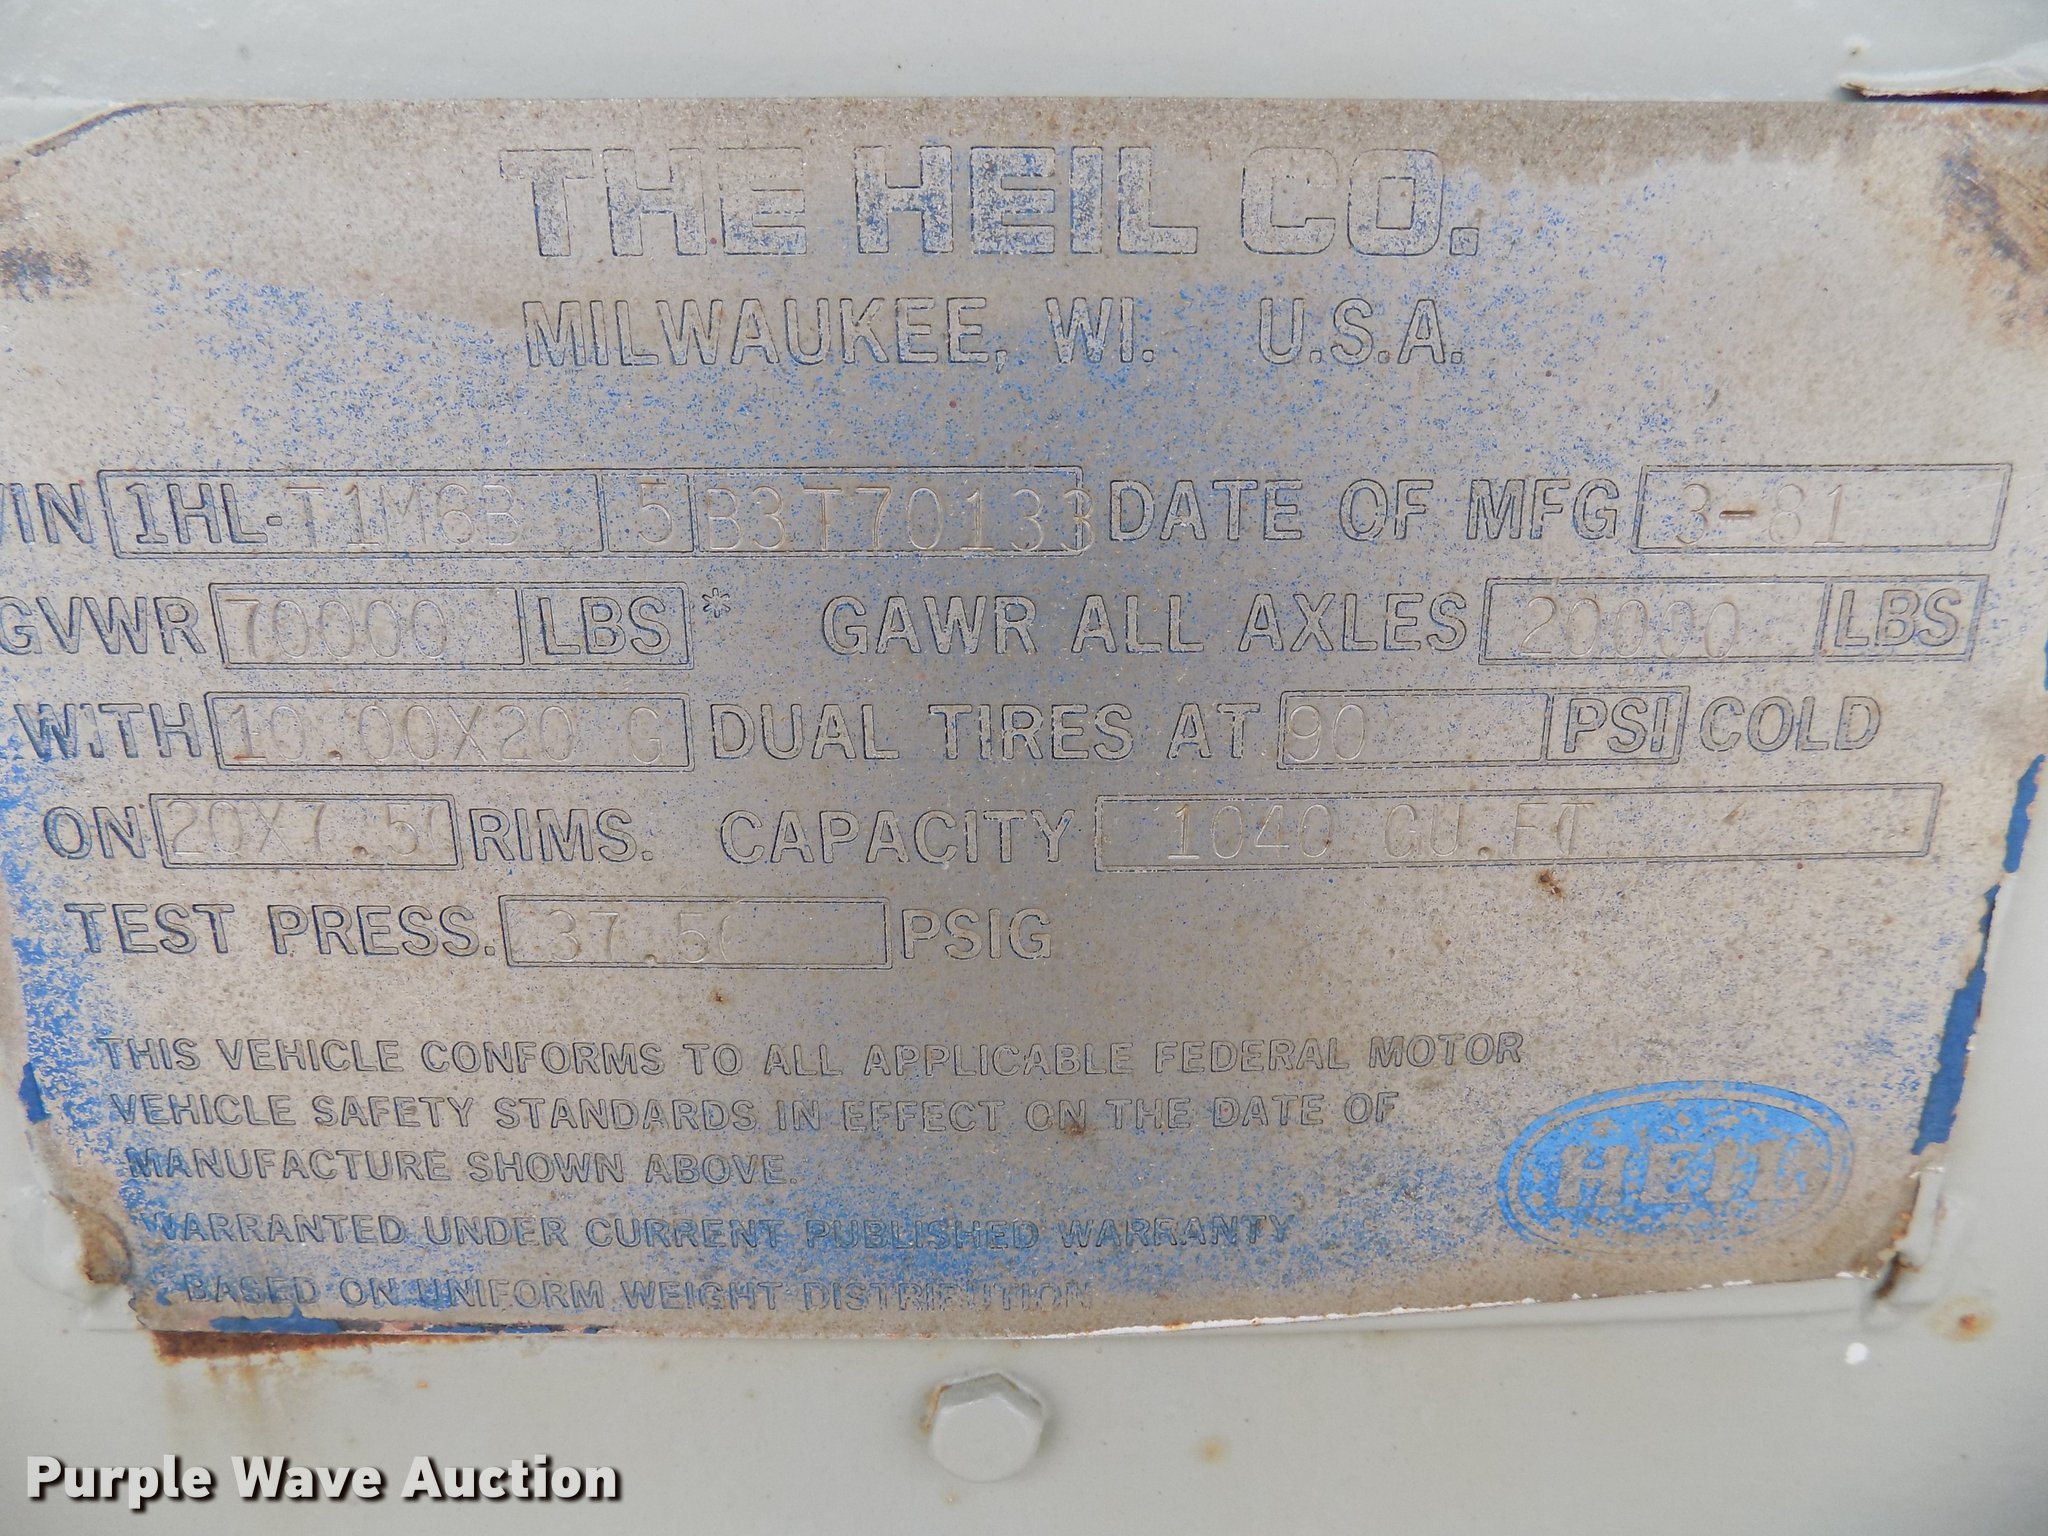 THE HEIL CO.
MILWAUKEE, WI. U.S.A.
VIN 1HL-T1M6B 5 B3T70133 DATE OF MFG 3-81
GVWR 70000 LBS * GAWR ALL AXLES 20000 LBS
WITH 10.00X20 G DUAL TIRES AT 90 PSI COLD
ON 20X7.50 RIMS. CAPACITY 1040 GU.FT
TEST PRESS. 37.50 PSIG
THIS VEHICLE CONFORMS TO ALL APPLICABLE FEDERAL MOTOR
VEHICLE SAFETY STANDARDS IN EFFECT ON THE DATE OF
MANUFACTURE SHOWN ABOVE.
WARRANTED UNDER CURRENT PUBLISHED WARRANTY
BASED ON UNIFORM WEIGHT DISTRIBUTION
HEIL
Purple Wave Auction